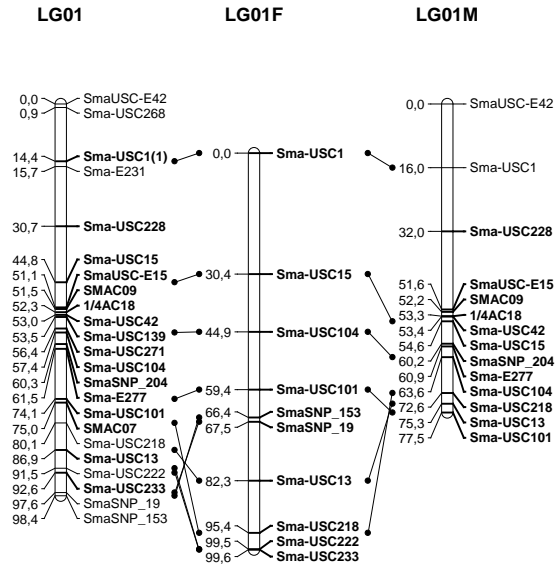 LG01 LG01F LG01M
0,0 SmaUSC-E42
0,9 Sma-USC268
14,4 Sma-USC1(1)
15,7 Sma-E231
30,7 Sma-USC228
44,8 Sma-USC15
51,1 SmaUSC-E15
51,5 SMAC09
52,3 1/4AC18
53,0 Sma-USC42
53,5 Sma-USC139
56,4 Sma-USC271
57,4 Sma-USC104
60,3 SmaSNP_204
61,5 Sma-E277
74,1 Sma-USC101
75,0 SMAC07
80,1 Sma-USC218
86,9 Sma-USC13
91,5 Sma-USC222
92,6 Sma-USC233
97,6 SmaSNP_19
98,4 SmaSNP_153
0,0 Sma-USC1
30,4 Sma-USC15
44,9 Sma-USC104
59,4 Sma-USC101
66,4 SmaSNP_153
67,5 SmaSNP_19
82,3 Sma-USC13
95,4 Sma-USC218
99,5 Sma-USC222
99,6 Sma-USC233
0,0 SmaUSC-E42
16,0 Sma-USC1
32,0 Sma-USC228
51,6 SmaUSC-E15
52,2 SMAC09
53,3 1/4AC18
53,4 Sma-USC42
54,6 Sma-USC15
60,2 SmaSNP_204
60,9 Sma-E277
63,6 Sma-USC104
72,6 Sma-USC218
75,3 Sma-USC13
77,5 Sma-USC101